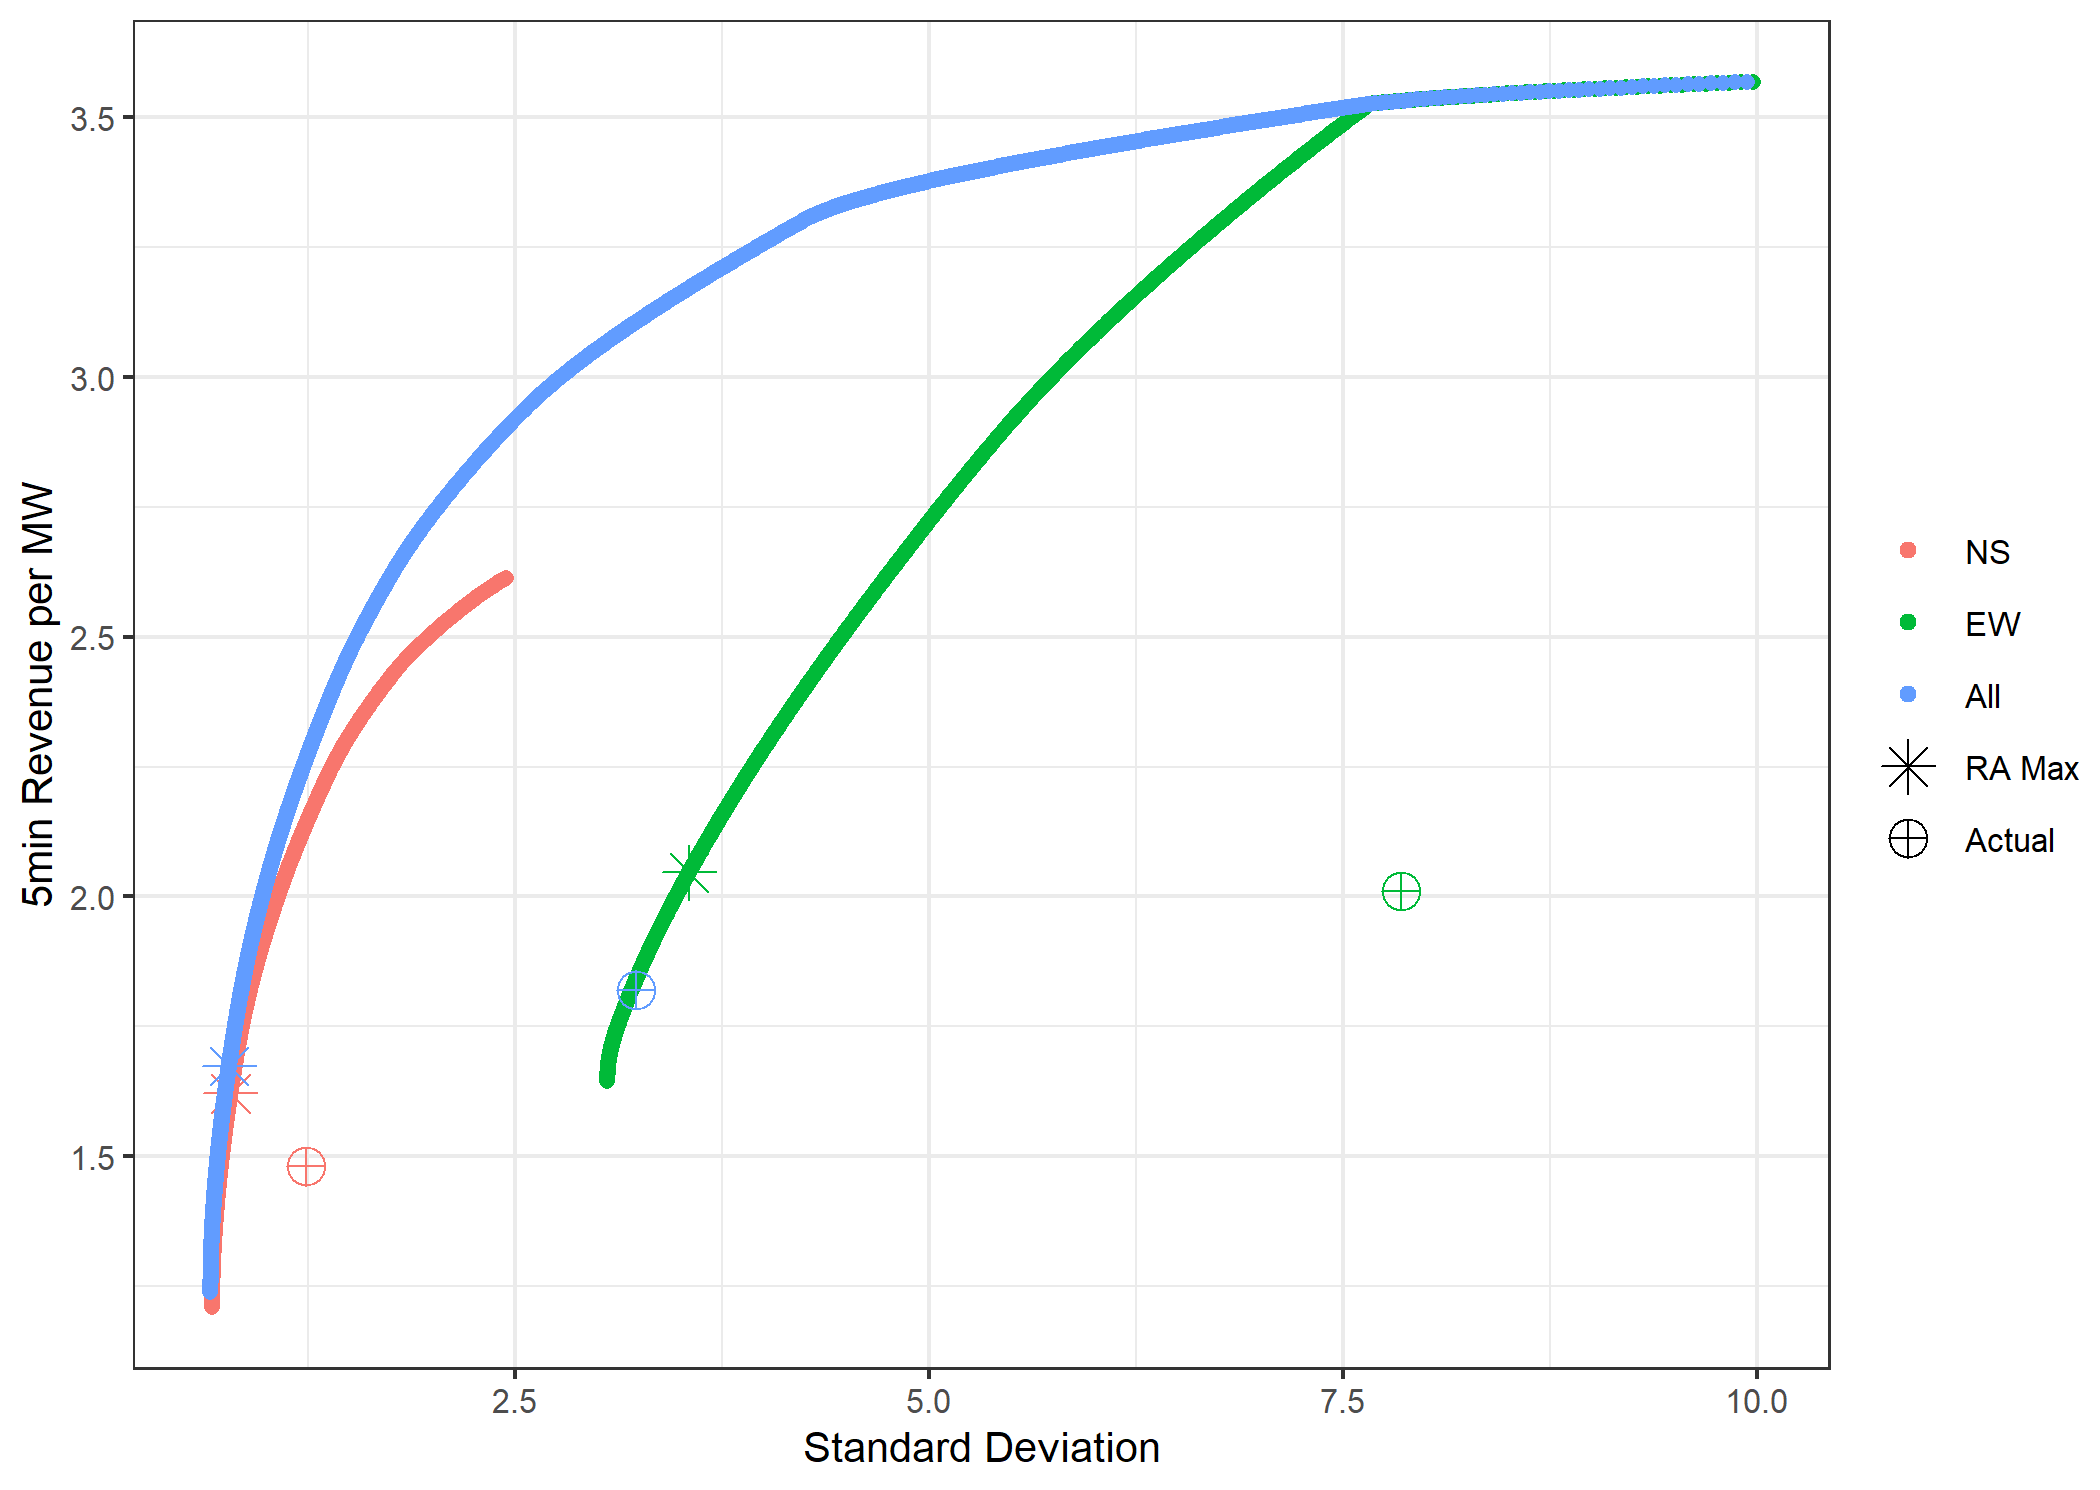 5min Revenue per MW
3.5
3.0
2.5
2.0
1.5
2.5
5.0
7.5
10.0
Standard Deviation
NS
EW
All
RA Max
Actual